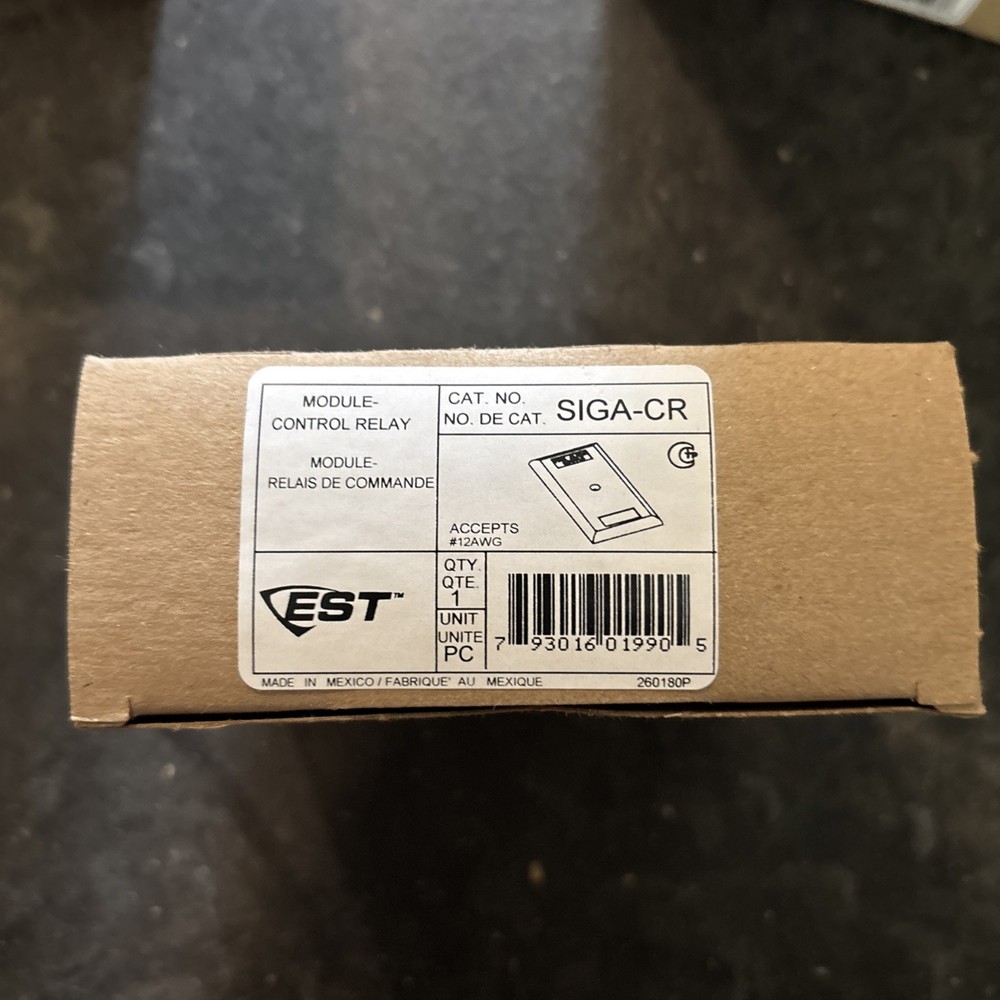 MODULE-
CONTROL RELAY
MODULE-
RELAIS DE COMMANDE
CAT. NO.
NO. DE CAT. SIGA-CR
ACCEPTS
#12AWG
EST™
QTY.
QTE.
1
UNIT
UNITE
PC
7 93016 01990 5
MADE IN MEXICO / FABRIQUE' AU MEXIQUE 260180P